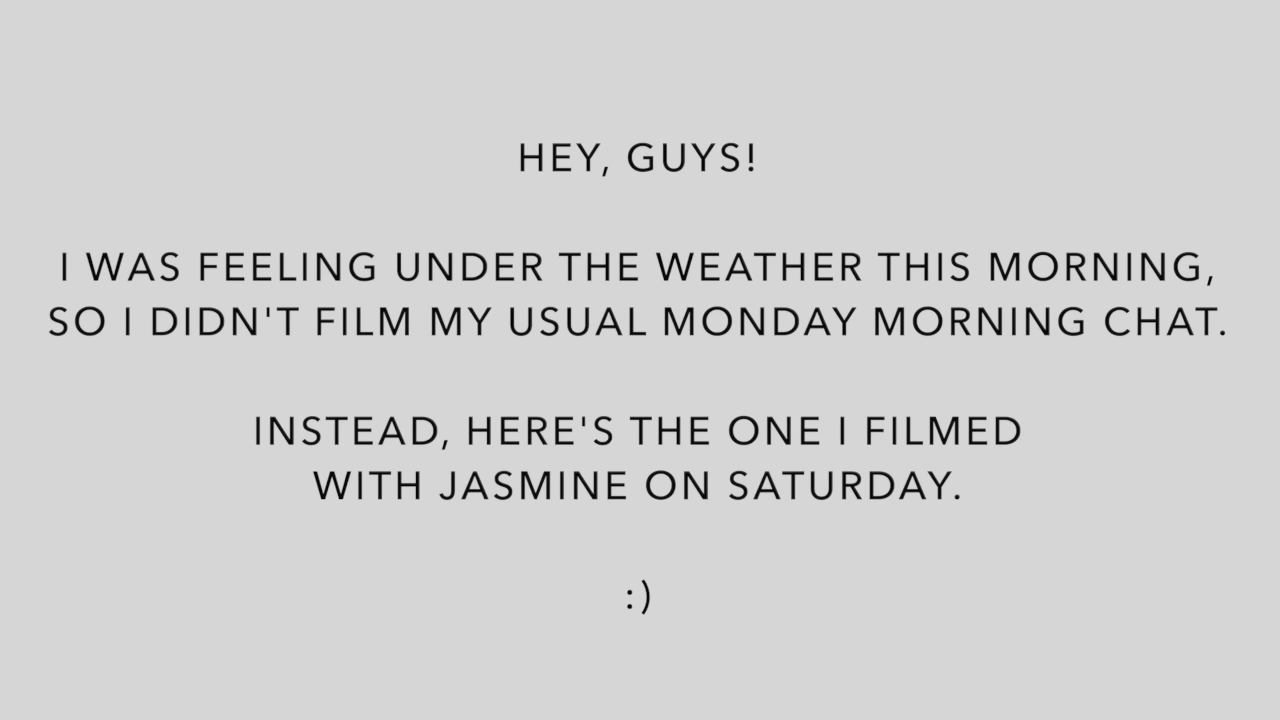 HEY, GUYS!
I WAS FEELING UNDER THE WEATHER THIS MORNING,
SO I DIDN'T FILM MY USUAL MONDAY MORNING CHAT.
INSTEAD, HERE'S THE ONE I FILMED
WITH JASMINE ON SATURDAY.
:)